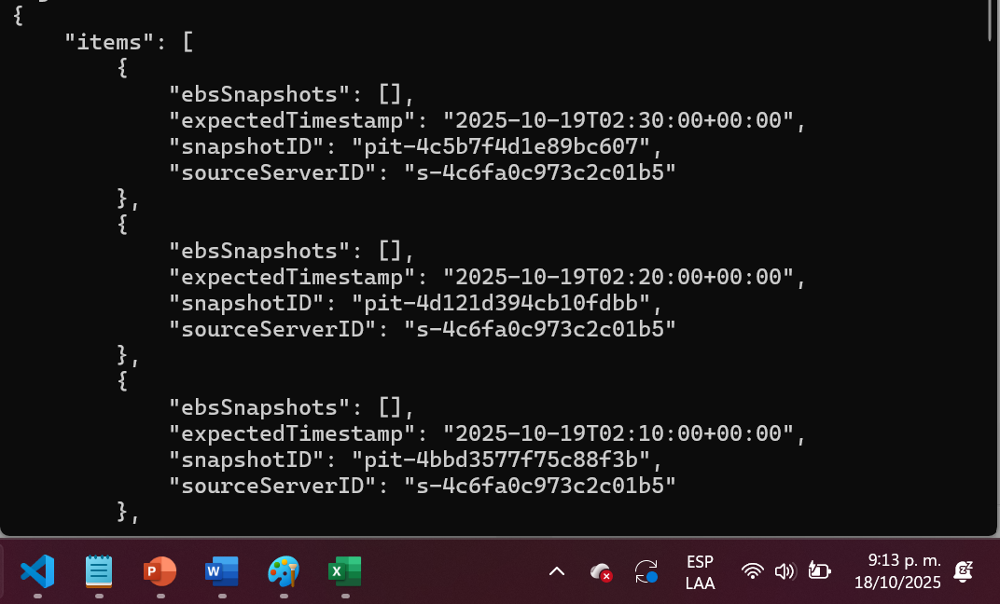 {
"items": [
{
"ebsSnapshots": [],
"expectedTimestamp": "2025-10-19T02:30:00+00:00",
"snapshotID": "pit-4c5b7f4d1e89bc607",
"sourceServerID": "s-4c6fa0c973c2c01b5"
},
{
"ebsSnapshots": [],
"expectedTimestamp": "2025-10-19T02:20:00+00:00",
"snapshotID": "pit-4d121d394cb10fdbb",
"sourceServerID": "s-4c6fa0c973c2c01b5"
},
{
"ebsSnapshots": [],
"expectedTimestamp": "2025-10-19T02:10:00+00:00",
"snapshotID": "pit-4bbd3577f75c88f3b",
"sourceServerID": "s-4c6fa0c973c2c01b5"
},
P
W
X
ESP
LAA
9:13 p. m.
18/10/2025